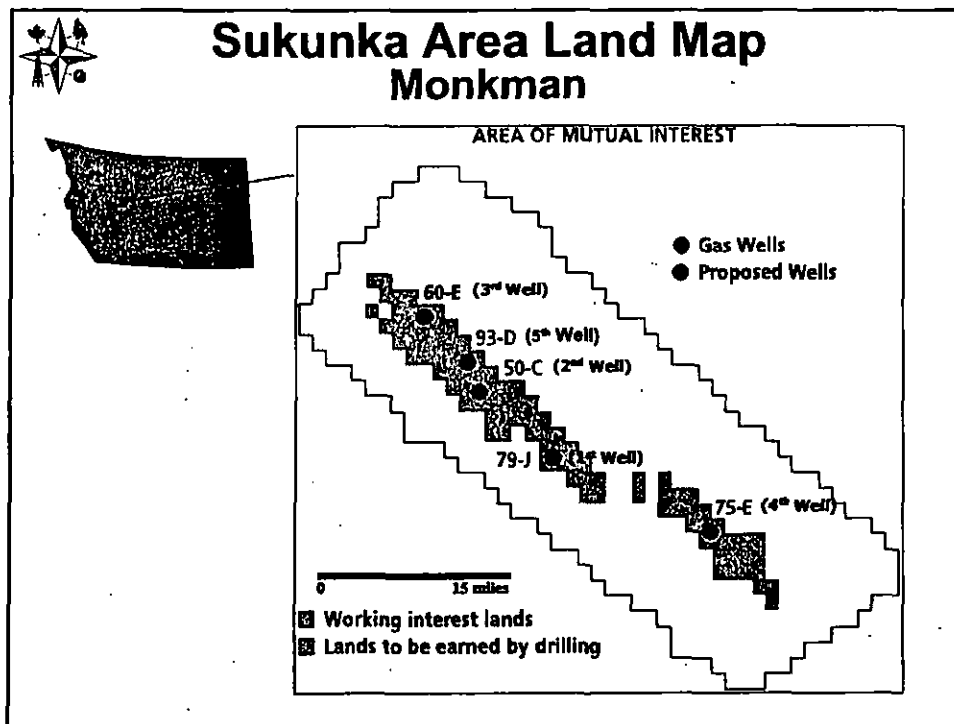 Sukunka Area Land Map
Monkman
AREA OF MUTUAL INTEREST
Gas Wells
Proposed Wells
60-E (3rd Well)
93-D (5th Well)
50-C (2nd Well)
79-J (1st Well)
75-E (4th Well)
0 15 miles
Working interest lands
Lands to be earned by drilling